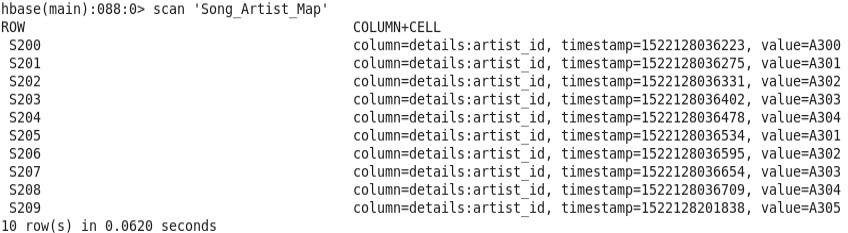 hbase(main):088:0> scan 'Song_Artist_Map'
ROW COLUMN+CELL
S200 column=details:artist_id, timestamp=1522128036223, value=A300
S201 column=details:artist_id, timestamp=1522128036275, value=A301
S202 column=details:artist_id, timestamp=1522128036331, value=A302
S203 column=details:artist_id, timestamp=1522128036402, value=A303
S204 column=details:artist_id, timestamp=1522128036478, value=A304
S205 column=details:artist_id, timestamp=1522128036534, value=A301
S206 column=details:artist_id, timestamp=1522128036595, value=A302
S207 column=details:artist_id, timestamp=1522128036654, value=A303
S208 column=details:artist_id, timestamp=1522128036709, value=A304
S209 column=details:artist_id, timestamp=1522128201838, value=A305
10 row(s) in 0.0620 seconds